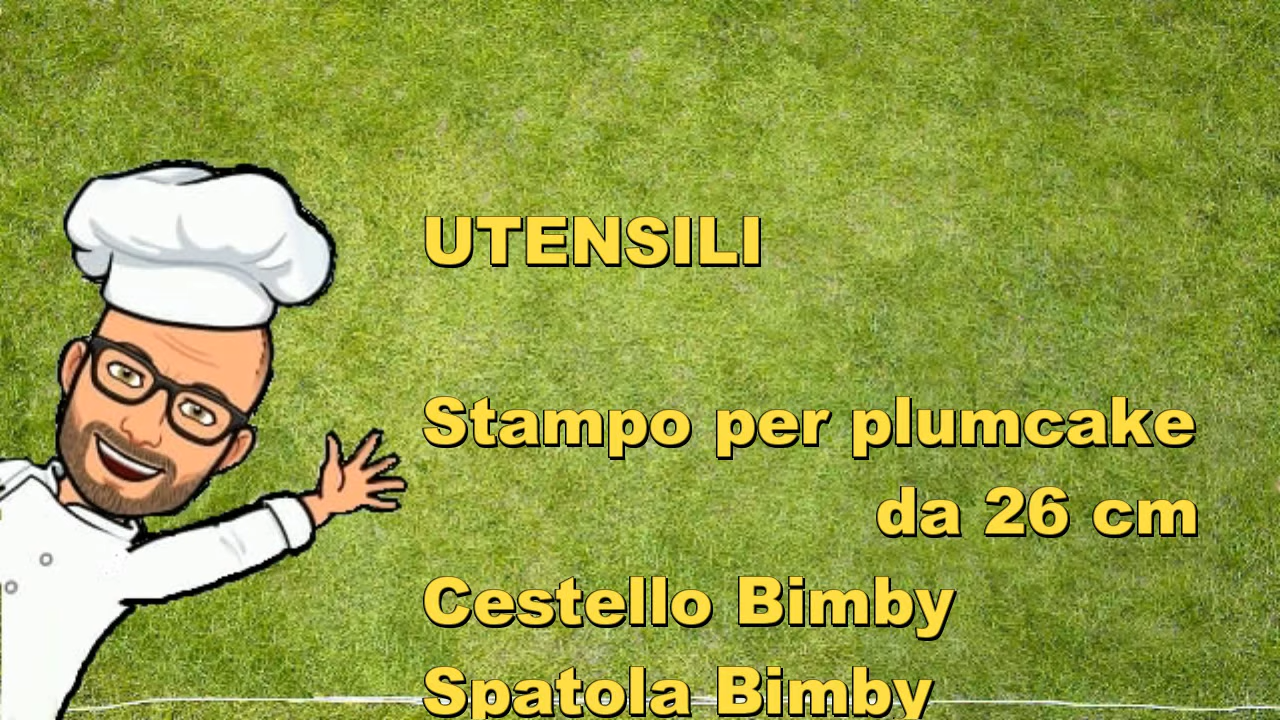 UTENSILI
Stampo per plumcake
da 26 cm
Cestello Bimby
Spatola Bimby